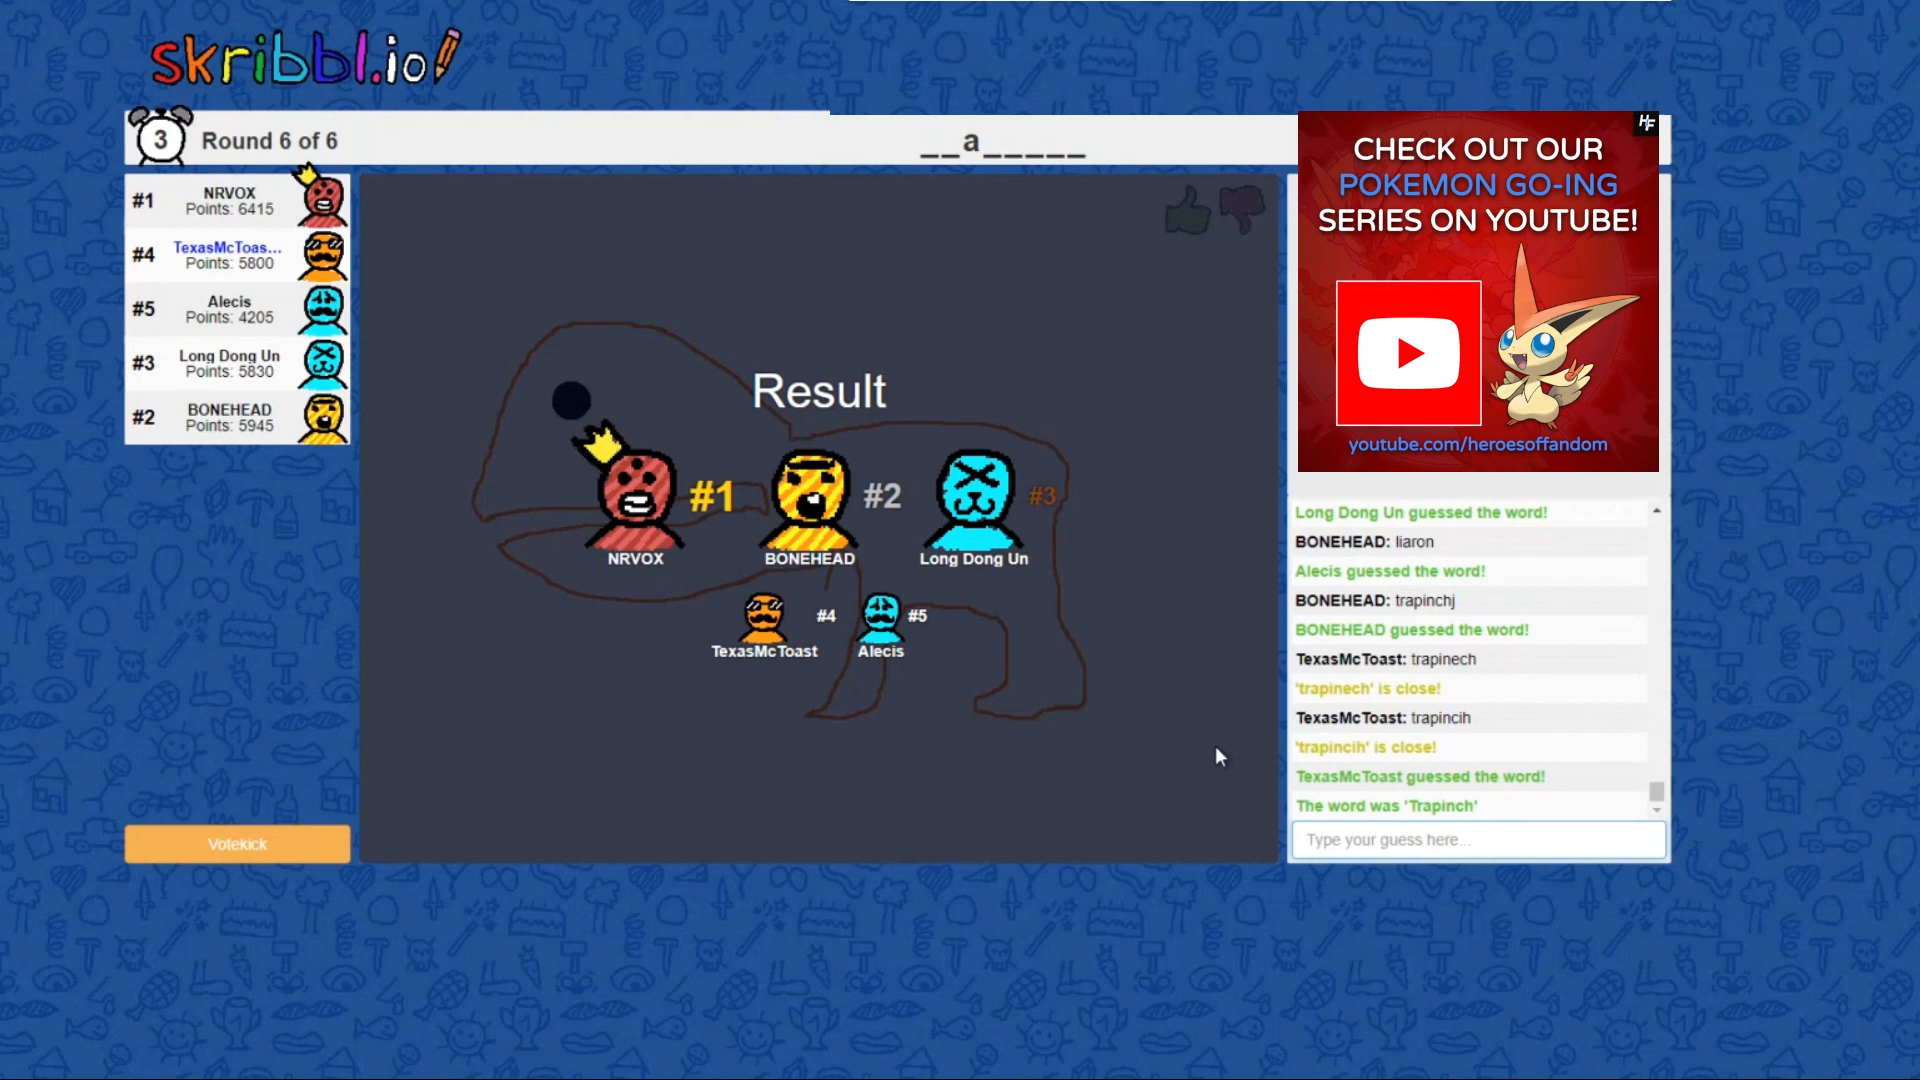 skribbl.io
3
Round 6 of 6
__a_____
#1
NRVOX
Points: 6415
#4
TexasMcToas...
Points: 5800
#5
Alecis
Points: 4205
#3
Long Dong Un
Points: 5830
#2
BONEHEAD
Points: 5945
Votekick
Result
#1
#2
#3
NRVOX
BONEHEAD
Long Dong Un
#4
#5
TexasMcToast
Alecis
HF
CHECK OUT OUR
POKEMON GO-ING
SERIES ON YOUTUBE!
youtube.com/heroesoffandom
Long Dong Un guessed the word!
BONEHEAD: liaron
Alecis guessed the word!
BONEHEAD: trapinchj
BONEHEAD guessed the word!
TexasMcToast: trapinech
'trapinech' is close!
TexasMcToast: trapincih
'trapincih' is close!
TexasMcToast guessed the word!
The word was 'Trapinch'
Type your guess here...